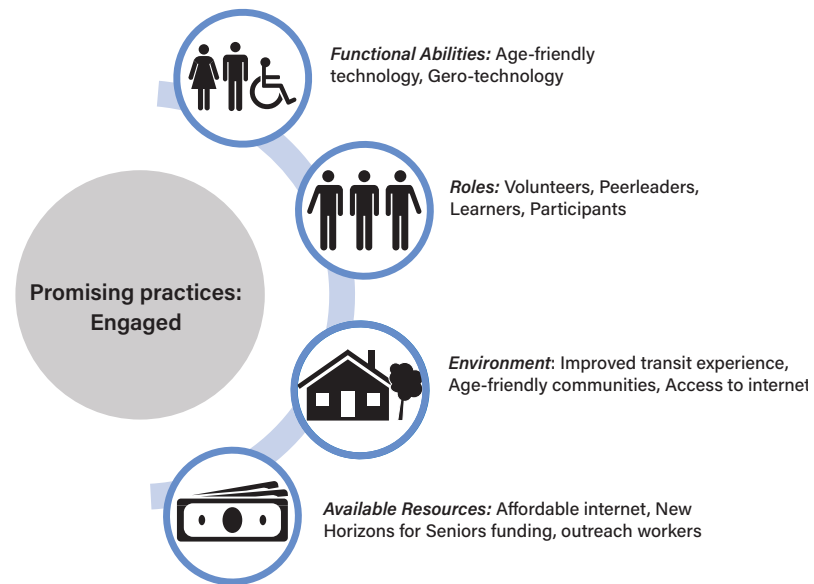 Functional Abilities: Age-friendly
technology, Gero-technology
Roles: Volunteers, Peerleaders,
Learners, Participants
Promising practices:
Engaged
Environment: Improved transit experience,
Age-friendly communities, Access to internet
Available Resources: Affordable internet, New
Horizons for Seniors funding, outreach workers